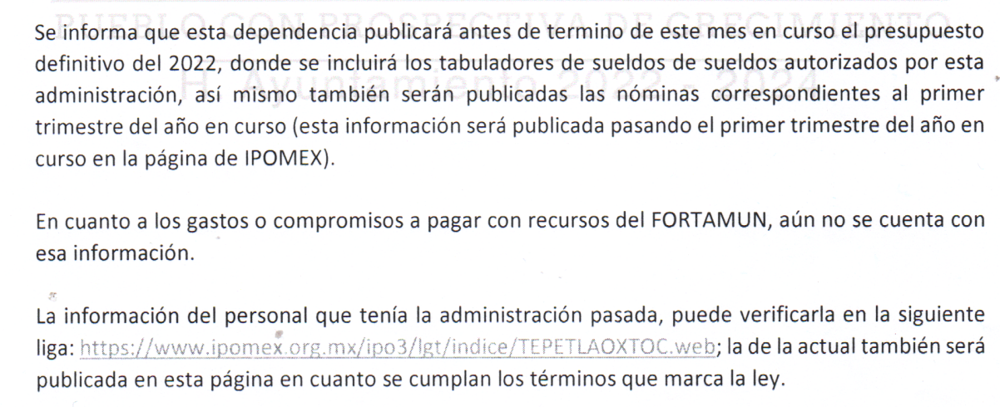 PUEBLO CON PROSPECTIVA DE CRECIMIENTO
Se informa que esta dependencia publicará antes de termino de este mes en curso el presupuesto
definitivo del 2022, donde se incluirá los tabuladores de sueldos de sueldos autorizados por esta
H. Ayuntamiento 2022 - 2024
administración, así mismo también serán publicadas las nóminas correspondientes al primer
trimestre del año en curso (esta información será publicada pasando el primer trimestre del año en
curso en la página de IPOMEX).
En cuanto a los gastos o compromisos a pagar con recursos del FORTAMUN, aún no se cuenta con
esa información.
La información del personal que tenía la administración pasada, puede verificarla en la siguiente
liga: https://www.ipomex.org.mx/ipo3/lgt/indice/TEPETLAOXTOC.web; la de la actual también será
publicada en esta página en cuanto se cumplan los términos que marca la ley.